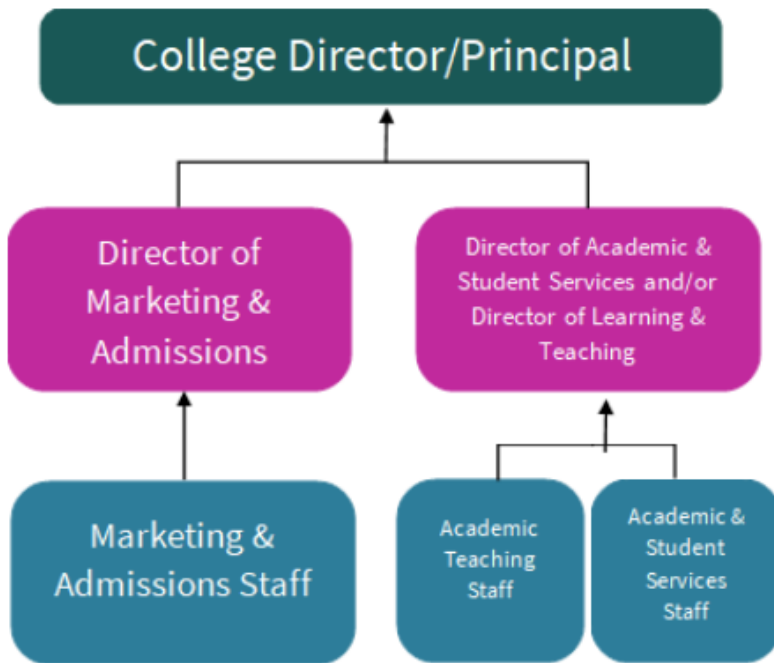 College Director/Principal
Director of
Marketing &
Admissions
Director of Academic &
Student Services and/or
Director of Learning &
Teaching
Marketing &
Admissions Staff
Academic
Teaching
Staff
Academic &
Student
Services
Staff